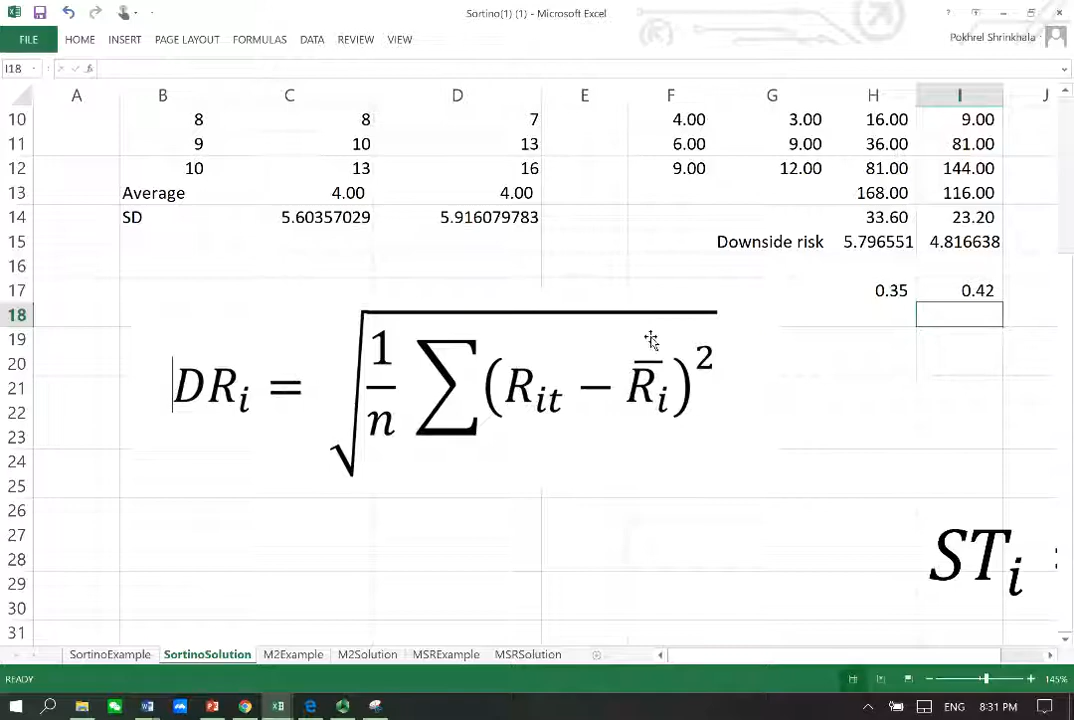 Sortino(1) (1) - Microsoft Excel
FILE HOME INSERT PAGE LAYOUT FORMULAS DATA REVIEW VIEW Pokhrel Shrinkhala
I18 fx
A B C D E F G H I J
10 8 8 7 4.00 3.00 16.00 9.00
11 9 10 13 6.00 9.00 36.00 81.00
12 10 13 16 9.00 12.00 81.00 144.00
13 Average 4.00 4.00 168.00 116.00
14 SD 5.60357029 5.916079783 33.60 23.20
15 Downside risk 5.796551 4.816638
16
17 0.35 0.42
18
19
20
21
22
23
24
25
26
27
28
29
30
31
DRᵢ = √(1/n ∑(Rᵢₜ − R̅ᵢ)²)
STᵢ =
SortinoExample SortinoSolution M2Example M2Solution MSRExample MSRSolution
READY 145%
ENG 8:31 PM